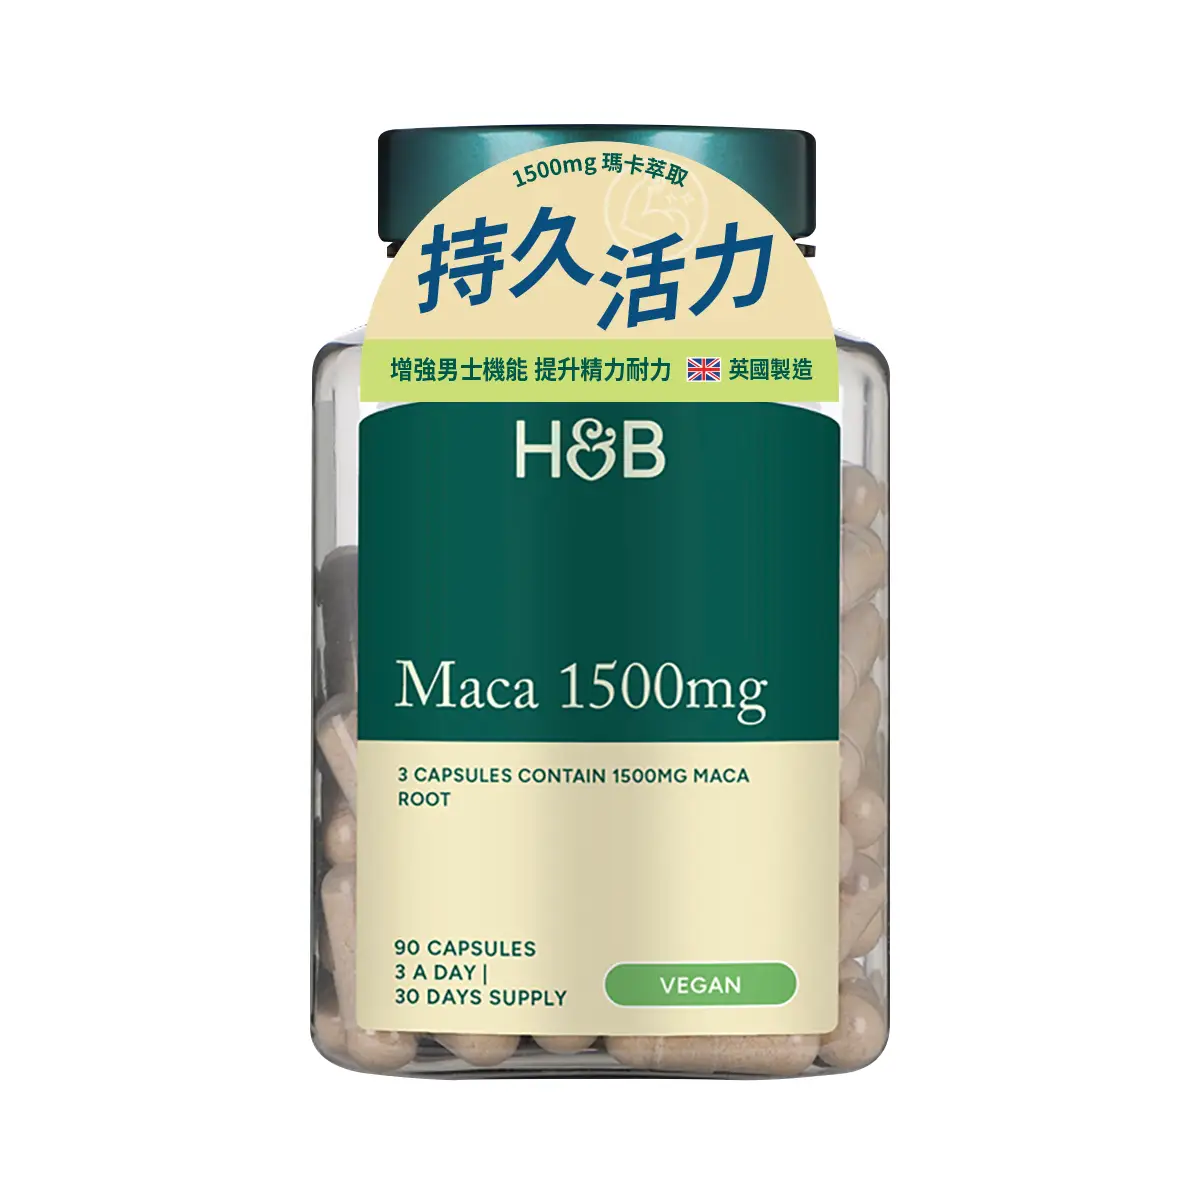 1500mg 瑪卡萃取
持久活力
增強男士機能 提升精力耐力 英國製造
H&B
Maca 1500mg
3 CAPSULES CONTAIN 1500MG MACA
ROOT
90 CAPSULES
3 A DAY |
30 DAYS SUPPLY
VEGAN